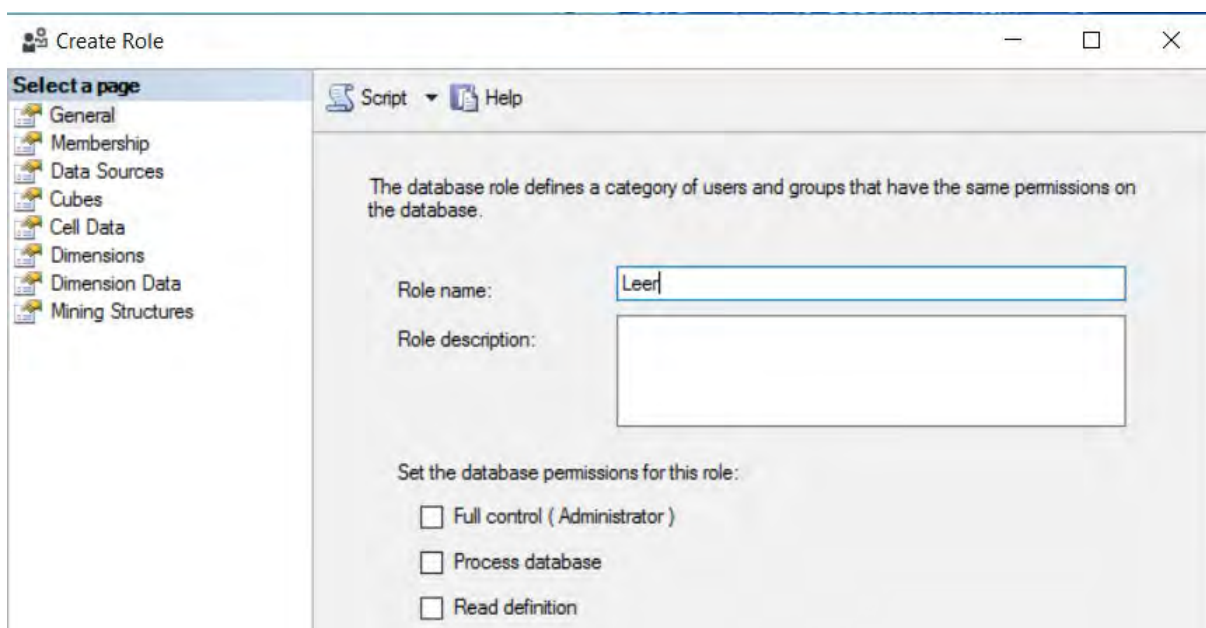 Create Role
Select a page
General
Membership
Data Sources
Cubes
Cell Data
Dimensions
Dimension Data
Mining Structures
Script
Help
The database role defines a category of users and groups that have the same permissions on
the database.
Role name:
Leer
Role description:
Set the database permissions for this role:
Full control ( Administrator )
Process database
Read definition